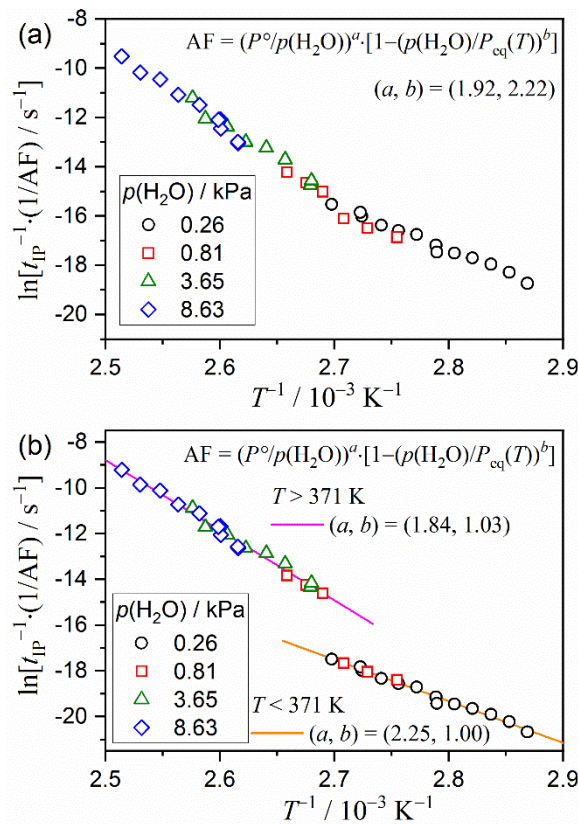 (a)
AF = (P°/p(H₂O))ᵃ·[1−(p(H₂O)/P_eq(T))ᵇ]
(a, b) = (1.92, 2.22)
ln[t_IP⁻¹·(1/AF) / s⁻¹)
-8
-10
-12
-14
-16
-18
-20
p(H₂O) / kPa
0.26
0.81
3.65
8.63
2.5 2.6 2.7 2.8 2.9
T⁻¹ / 10⁻³ K⁻¹
(b)
AF = (P°/p(H₂O))ᵃ·[1−(p(H₂O)/P_eq(T))ᵇ]
T > 371 K
(a, b) = (1.84, 1.03)
ln[t_IP⁻¹·(1/AF) / s⁻¹)
-8
-10
-12
-14
-16
-18
-20
p(H₂O) / kPa
0.26
0.81
3.65
8.63
T < 371 K
(a, b) = (2.25, 1.00)
2.5 2.6 2.7 2.8 2.9
T⁻¹ / 10⁻³ K⁻¹